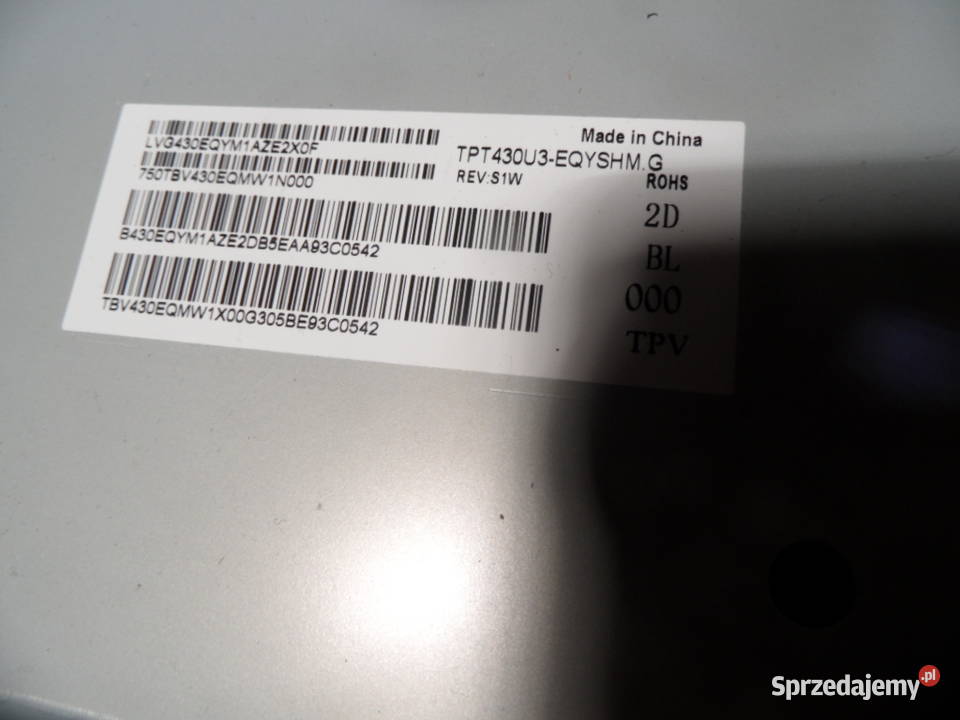 Made in China
LVG430EQYM1AZE2X0F
TPT430U3-EQYSHM.G
750TBV430EQMW1N000
REV:S1W
ROHS
2D
B430EQYM1AZE2DB5EAA93C0542
BL
000
TBV430EQMW1X00G305BE93C0542
TPV
Sprzedajemy.pl